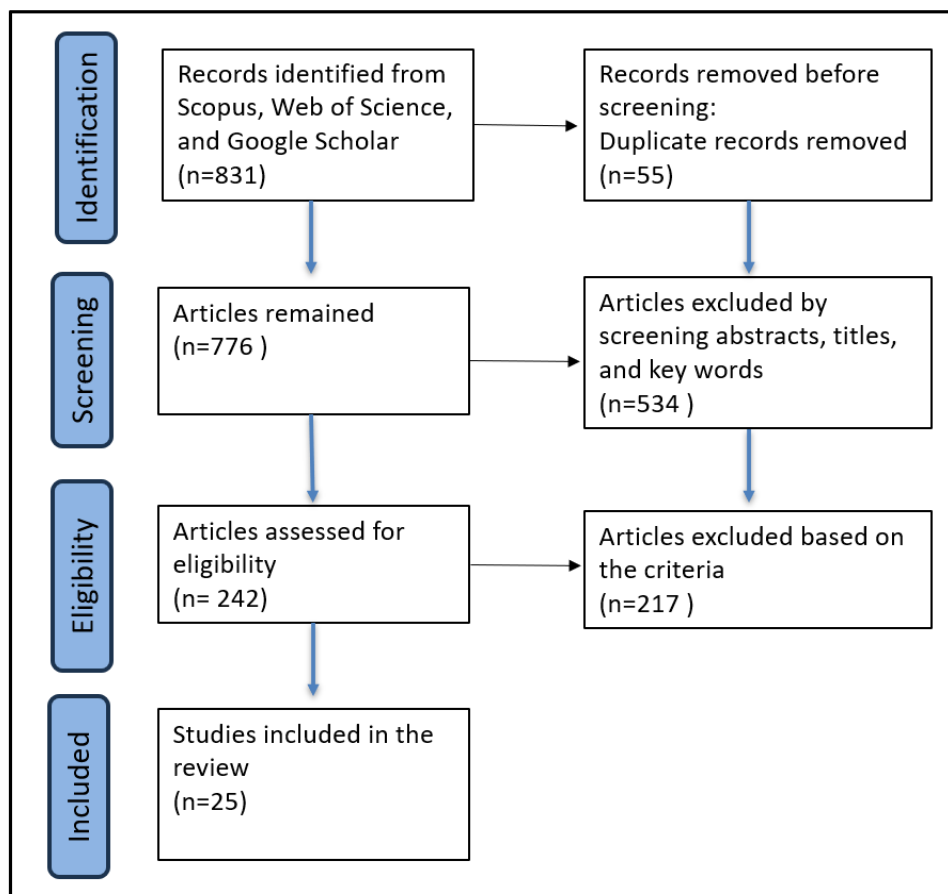 Identification
Records identified from
Scopus, Web of Science,
and Google Scholar
(n=831)
Records removed before
screening:
Duplicate records removed
(n=55)
Screening
Articles remained
(n=776 )
Articles excluded by
screening abstracts, titles,
and key words
(n=534 )
Eligibility
Articles assessed for
eligibility
(n= 242)
Articles excluded based on
the criteria
(n=217 )
Included
Studies included in the
review
(n=25)